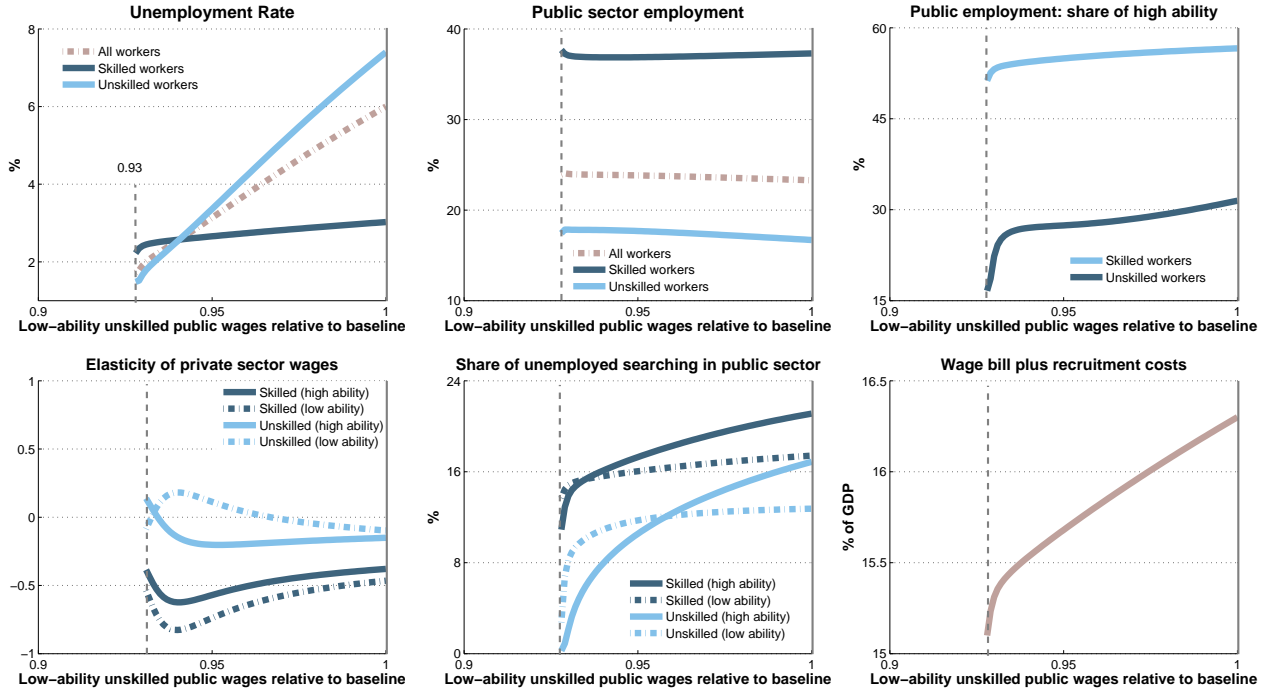 Unemployment Rate
8
6
4
2
%
0.93
All workers
Skilled workers
Unskilled workers
0.9
0.95
1
Low−ability unskilled public wages relative to baseline
Public sector employment
40
30
20
10
%
All workers
Skilled workers
Unskilled workers
0.9
0.95
1
Low−ability unskilled public wages relative to baseline
Public employment: share of high ability
60
45
30
15
%
Skilled workers
Unskilled workers
0.9
0.95
1
Low−ability unskilled public wages relative to baseline
Elasticity of private sector wages
1
0.5
0
−0.5
−1
Skilled (high ability)
Skilled (low ability)
Unskilled (high ability)
Unskilled (low ability)
0.9
0.95
1
Low−ability unskilled public wages relative to baseline
Share of unemployed searching in public sector
24
16
8
0
%
Skilled (high ability)
Skilled (low ability)
Unskilled (high ability)
Unskilled (low ability)
0.9
0.95
1
Low−ability unskilled public wages relative to baseline
Wage bill plus recruitment costs
16.5
16
15.5
15
% of GDP
0.9
0.95
1
Low−ability unskilled public wages relative to baseline